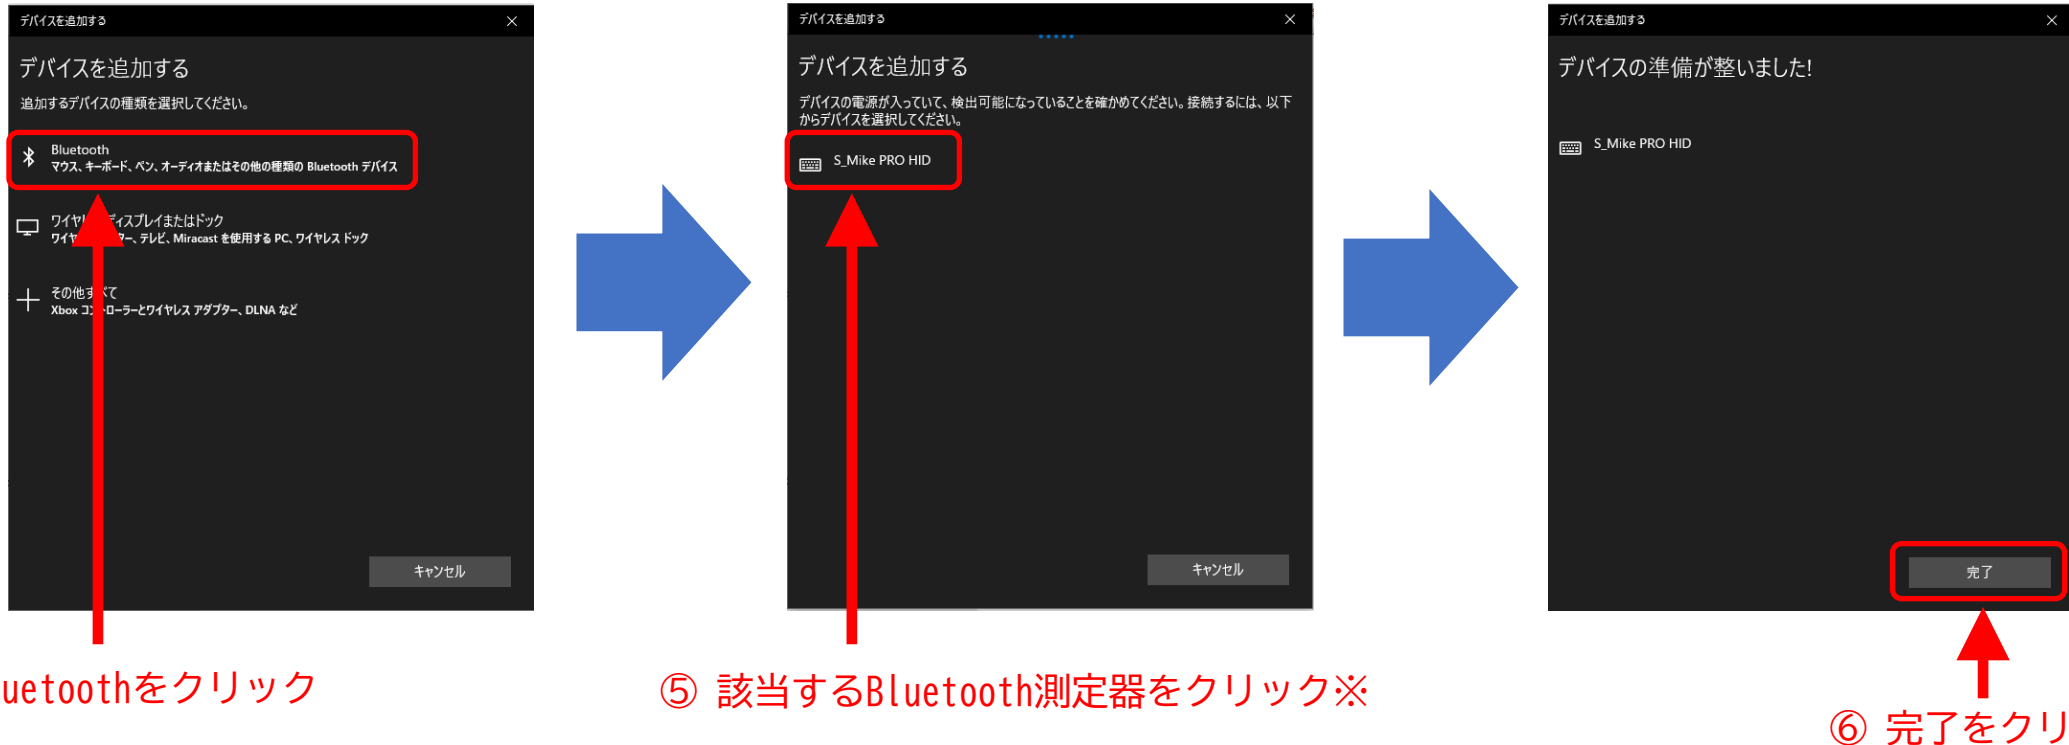 デバイスを追加する
デバイスを追加する
追加するデバイスの種類を選択してください。
Bluetooth
マウス、キーボード、ペン、オーディオまたはその他の種類の Bluetooth デバイス
ディスプレイまたはドック
テレビ、Miracast を使用する PC、ワイヤレス ドック
その他すべて
Xbox コントローラーとワイヤレス アダプター、DLNA など
キャンセル
uetoothをクリック
デバイスを追加する
デバイスを追加する
デバイスの電源が入っていて、検出可能になっていることを確かめてください。接続するには、以下
からデバイスを選択してください。
S_Mike PRO HID
キャンセル
⑤ 該当するBluetooth測定器をクリック※
デバイスを追加する
デバイスの準備が整いました!
S_Mike PRO HID
完了
⑥ 完了をクリ